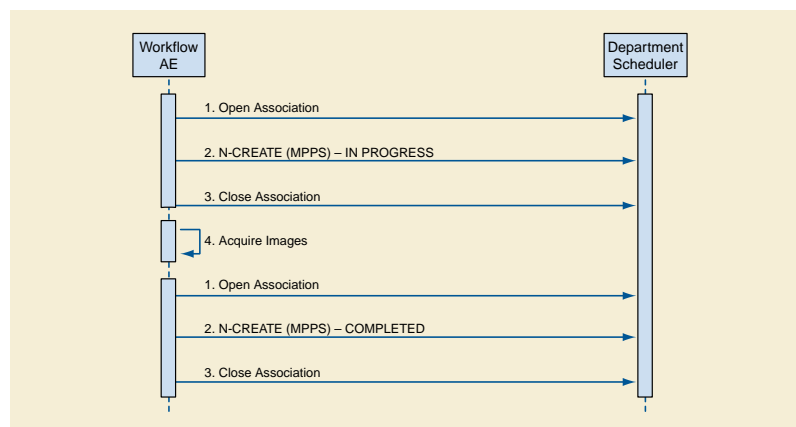 Workflow
AE
Department
Scheduler
1. Open Association
2. N-CREATE (MPPS) – IN PROGRESS
3. Close Association
4. Acquire Images
1. Open Association
2. N-CREATE (MPPS) – COMPLETED
3. Close Association